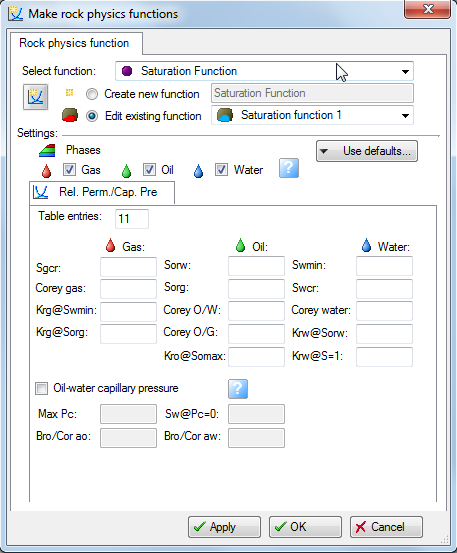 Make rock physics functions
Rock physics function
Select function: Saturation Function
Create new function Saturation Function
Edit existing function Saturation function 1
Settings:
Phases Use defaults...
Gas Oil Water ?
Rel. Perm./Cap. Pre
Table entries: 11
Gas: Oil: Water:
Sgcr: Sorw: Swmin:
Corey gas: Sorg: Swcr:
Krg@Swmin: Corey O/W: Corey water:
Krg@Sorg: Corey O/G: Krw@Sorw:
Kro@Somax: Krw@S=1:
Oil-water capillary pressure ?
Max Pc: Sw@Pc=0:
Bro/Cor ao: Bro/Cor aw:
Apply OK Cancel